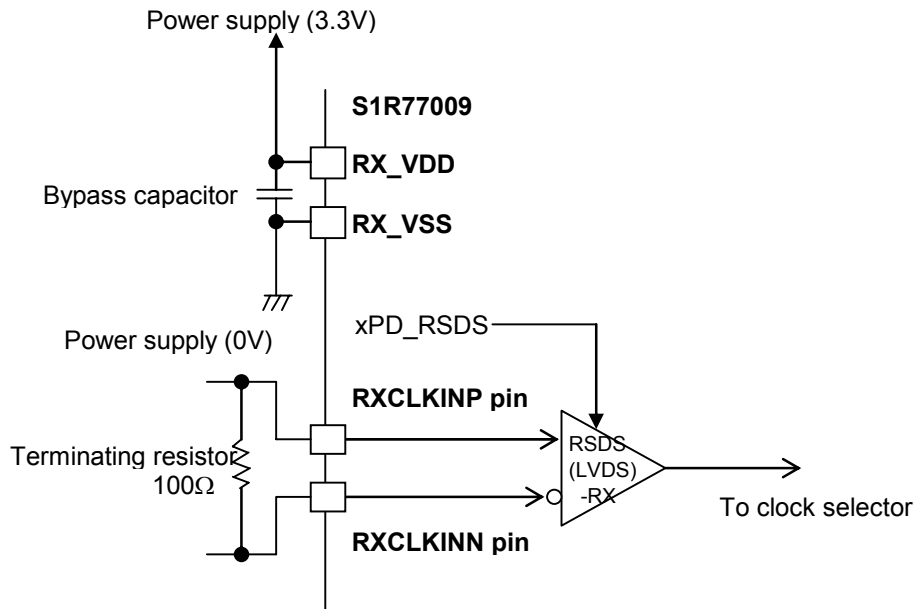 Power supply (3.3V)
S1R77009
RX_VDD
Bypass capacitor
RX_VSS
xPD_RSDS
Power supply (0V)
RXCLKINP pin
RSDS
(LVDS)
-RX
Terminating resistor
100Ω
To clock selector
RXCLKINN pin